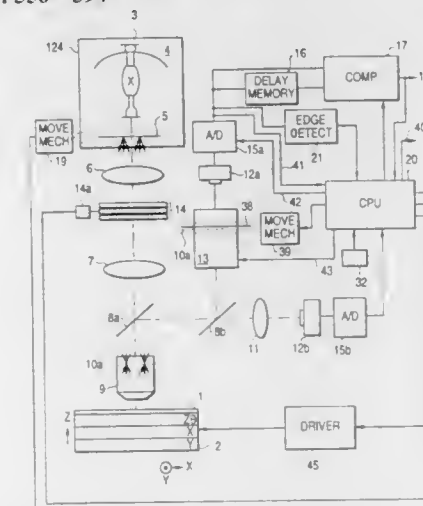 3
124
4
X
5
MOVE
MECH
19
6
14a
14
7
8a
10a
9
1
Z
Zθ
X
Y
2
Y
X
16
DELAY
MEMORY
17
COMP
EDGE
DETECT
21
A/D
15a
41
42
12a
38
10a
13
MOVE
MECH
39
43
40
20
CPU
32
8b
11
12b
A/D
15b
DRIVER
45